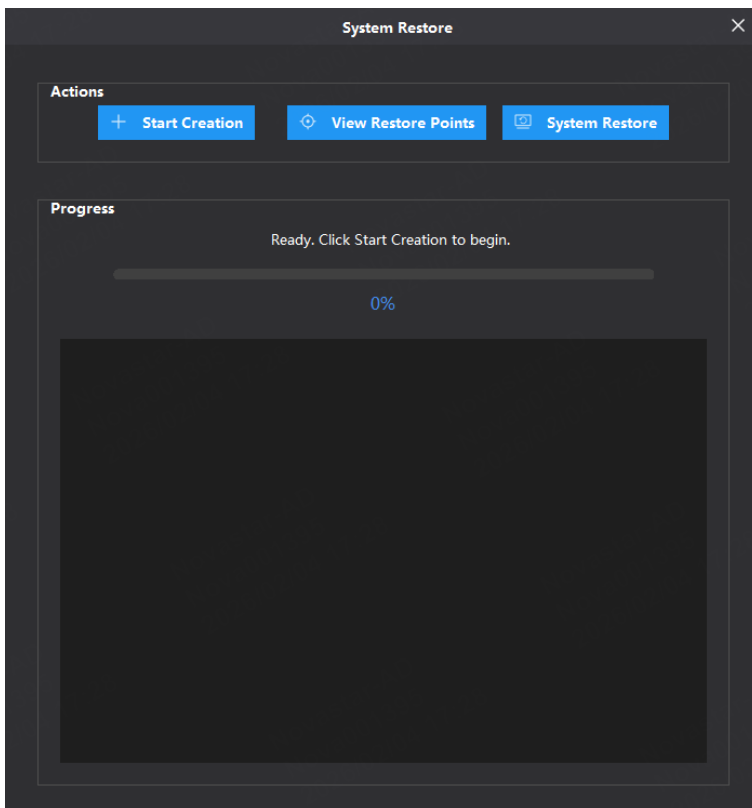 System Restore
Actions
Start Creation
View Restore Points
System Restore
Progress
Ready. Click Start Creation to begin.
0%